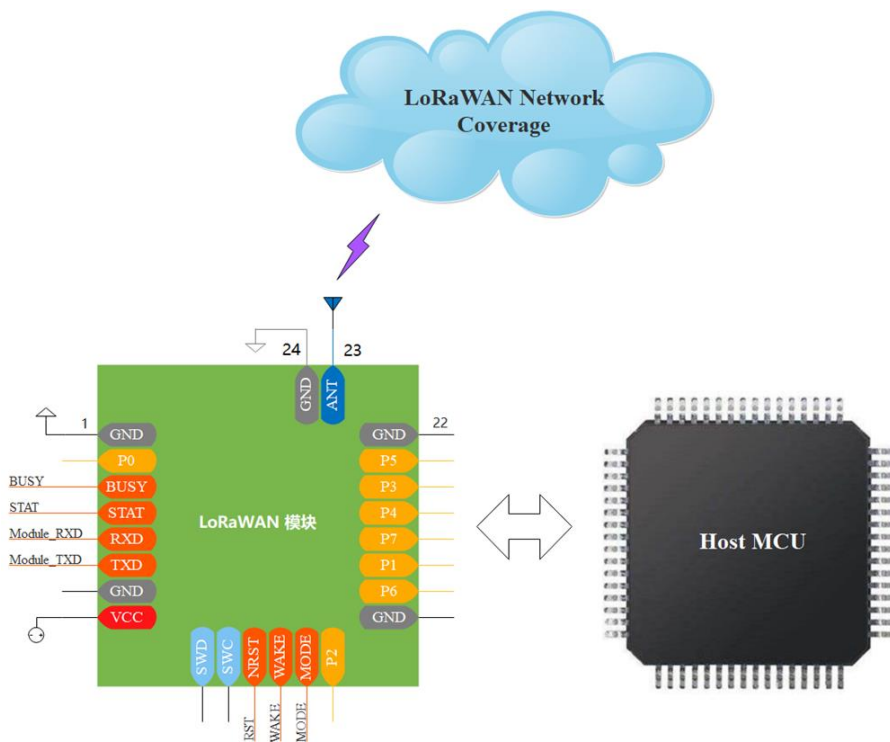 LoRaWAN Network
Coverage
24
23
GND
ANT
1
GND
P0
BUSY
BUSY
STAT
STAT
Module_RXD
RXD
Module_TXD
TXD
GND
VCC
LoRaWAN 模块
22
GND
P5
P3
P4
P7
P1
P6
GND
SWD
SWC
NRST
WAKE
MODE
P2
RST
WAKE
MODE
Host MCU